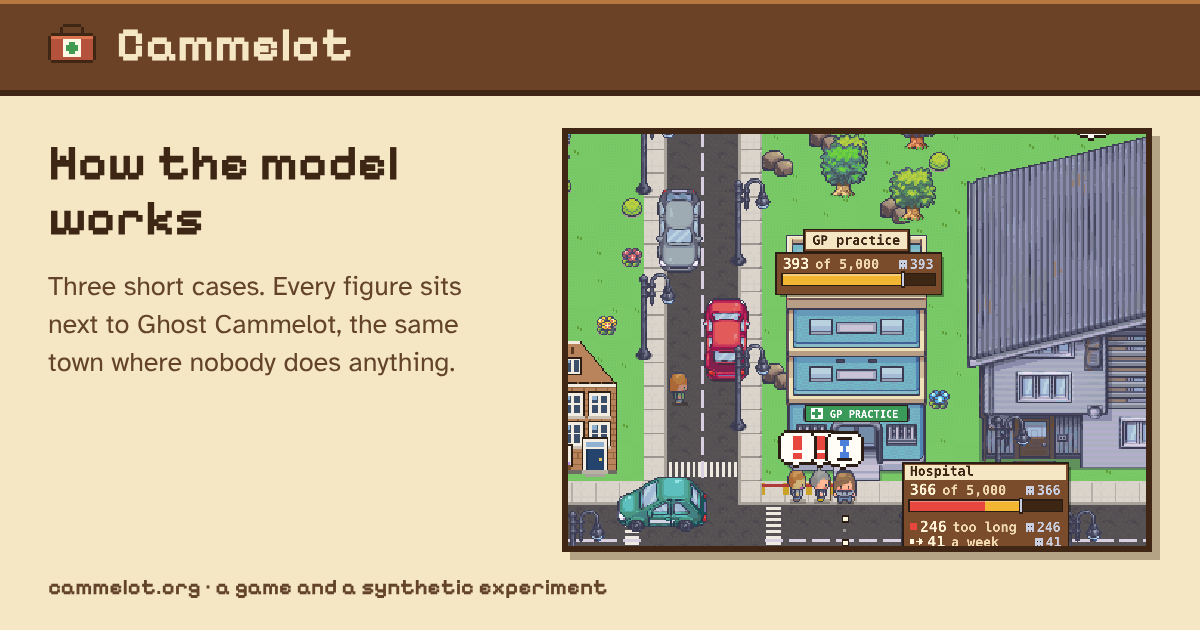 Cammelot
How the model
works
Three short cases. Every figure sits
next to Ghost Cammelot, the same
town where nobody does anything.
GP practice
393 of 5,000 393
GP PRACTICE
Hospital
366 of 5,000 366
246 too long 246
41 a week 41
cammelot.org · a game and a synthetic experiment